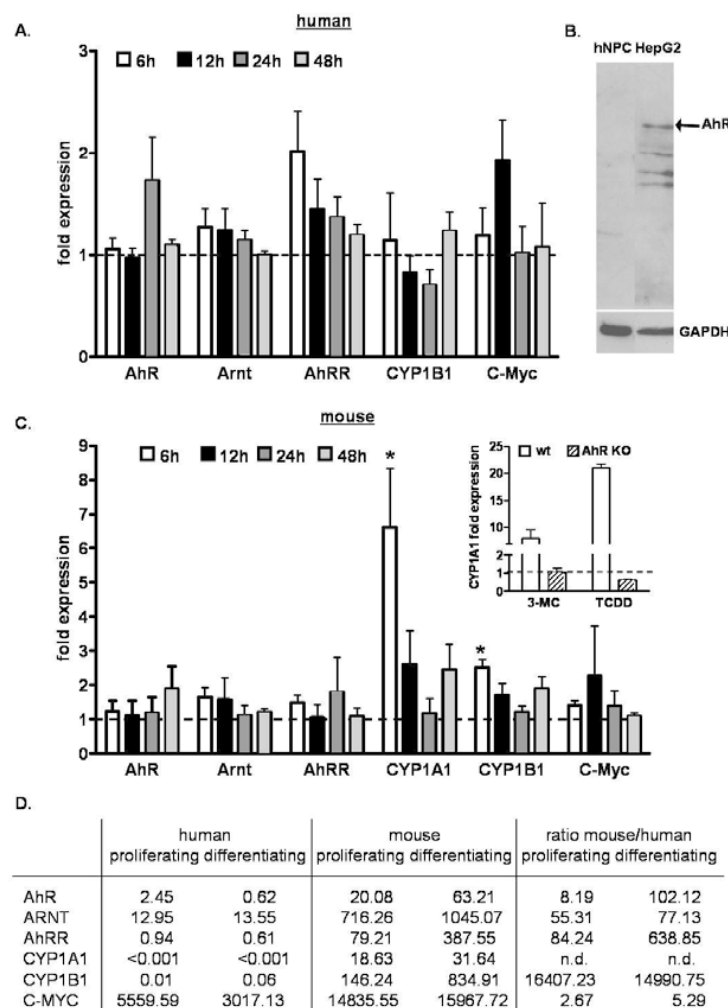 A.
human
B.
hNPC HepG2
6h 12h 24h 48h
AhR
GAPDH
fold expression
3
2
1
0
AhR Arnt AhRR CYP1B1 C-Myc
C.
mouse
6h 12h 24h 48h
fold expression
9
8
7
6
5
4
3
2
1
0
*
*
wt AhR KO
CYP1A1 fold expression
25
20
15
10
5
2
1
0
3-MC TCDD
AhR Arnt AhRR CYP1A1 CYP1B1 C-Myc
D.
human mouse ratio mouse/human
proliferating differentiating proliferating differentiating proliferating differentiating
AhR 2.45 0.62 20.08 63.21 8.19 102.12
ARNT 12.95 13.55 716.26 1045.07 55.31 77.13
AhRR 0.94 0.61 79.21 387.55 84.24 638.85
CYP1A1 <0.001 <0.001 18.63 31.64 n.d. n.d.
CYP1B1 0.01 0.06 146.24 834.91 16407.23 14990.75
C-MYC 5559.59 3017.13 14835.55 15967.72 2.67 5.29